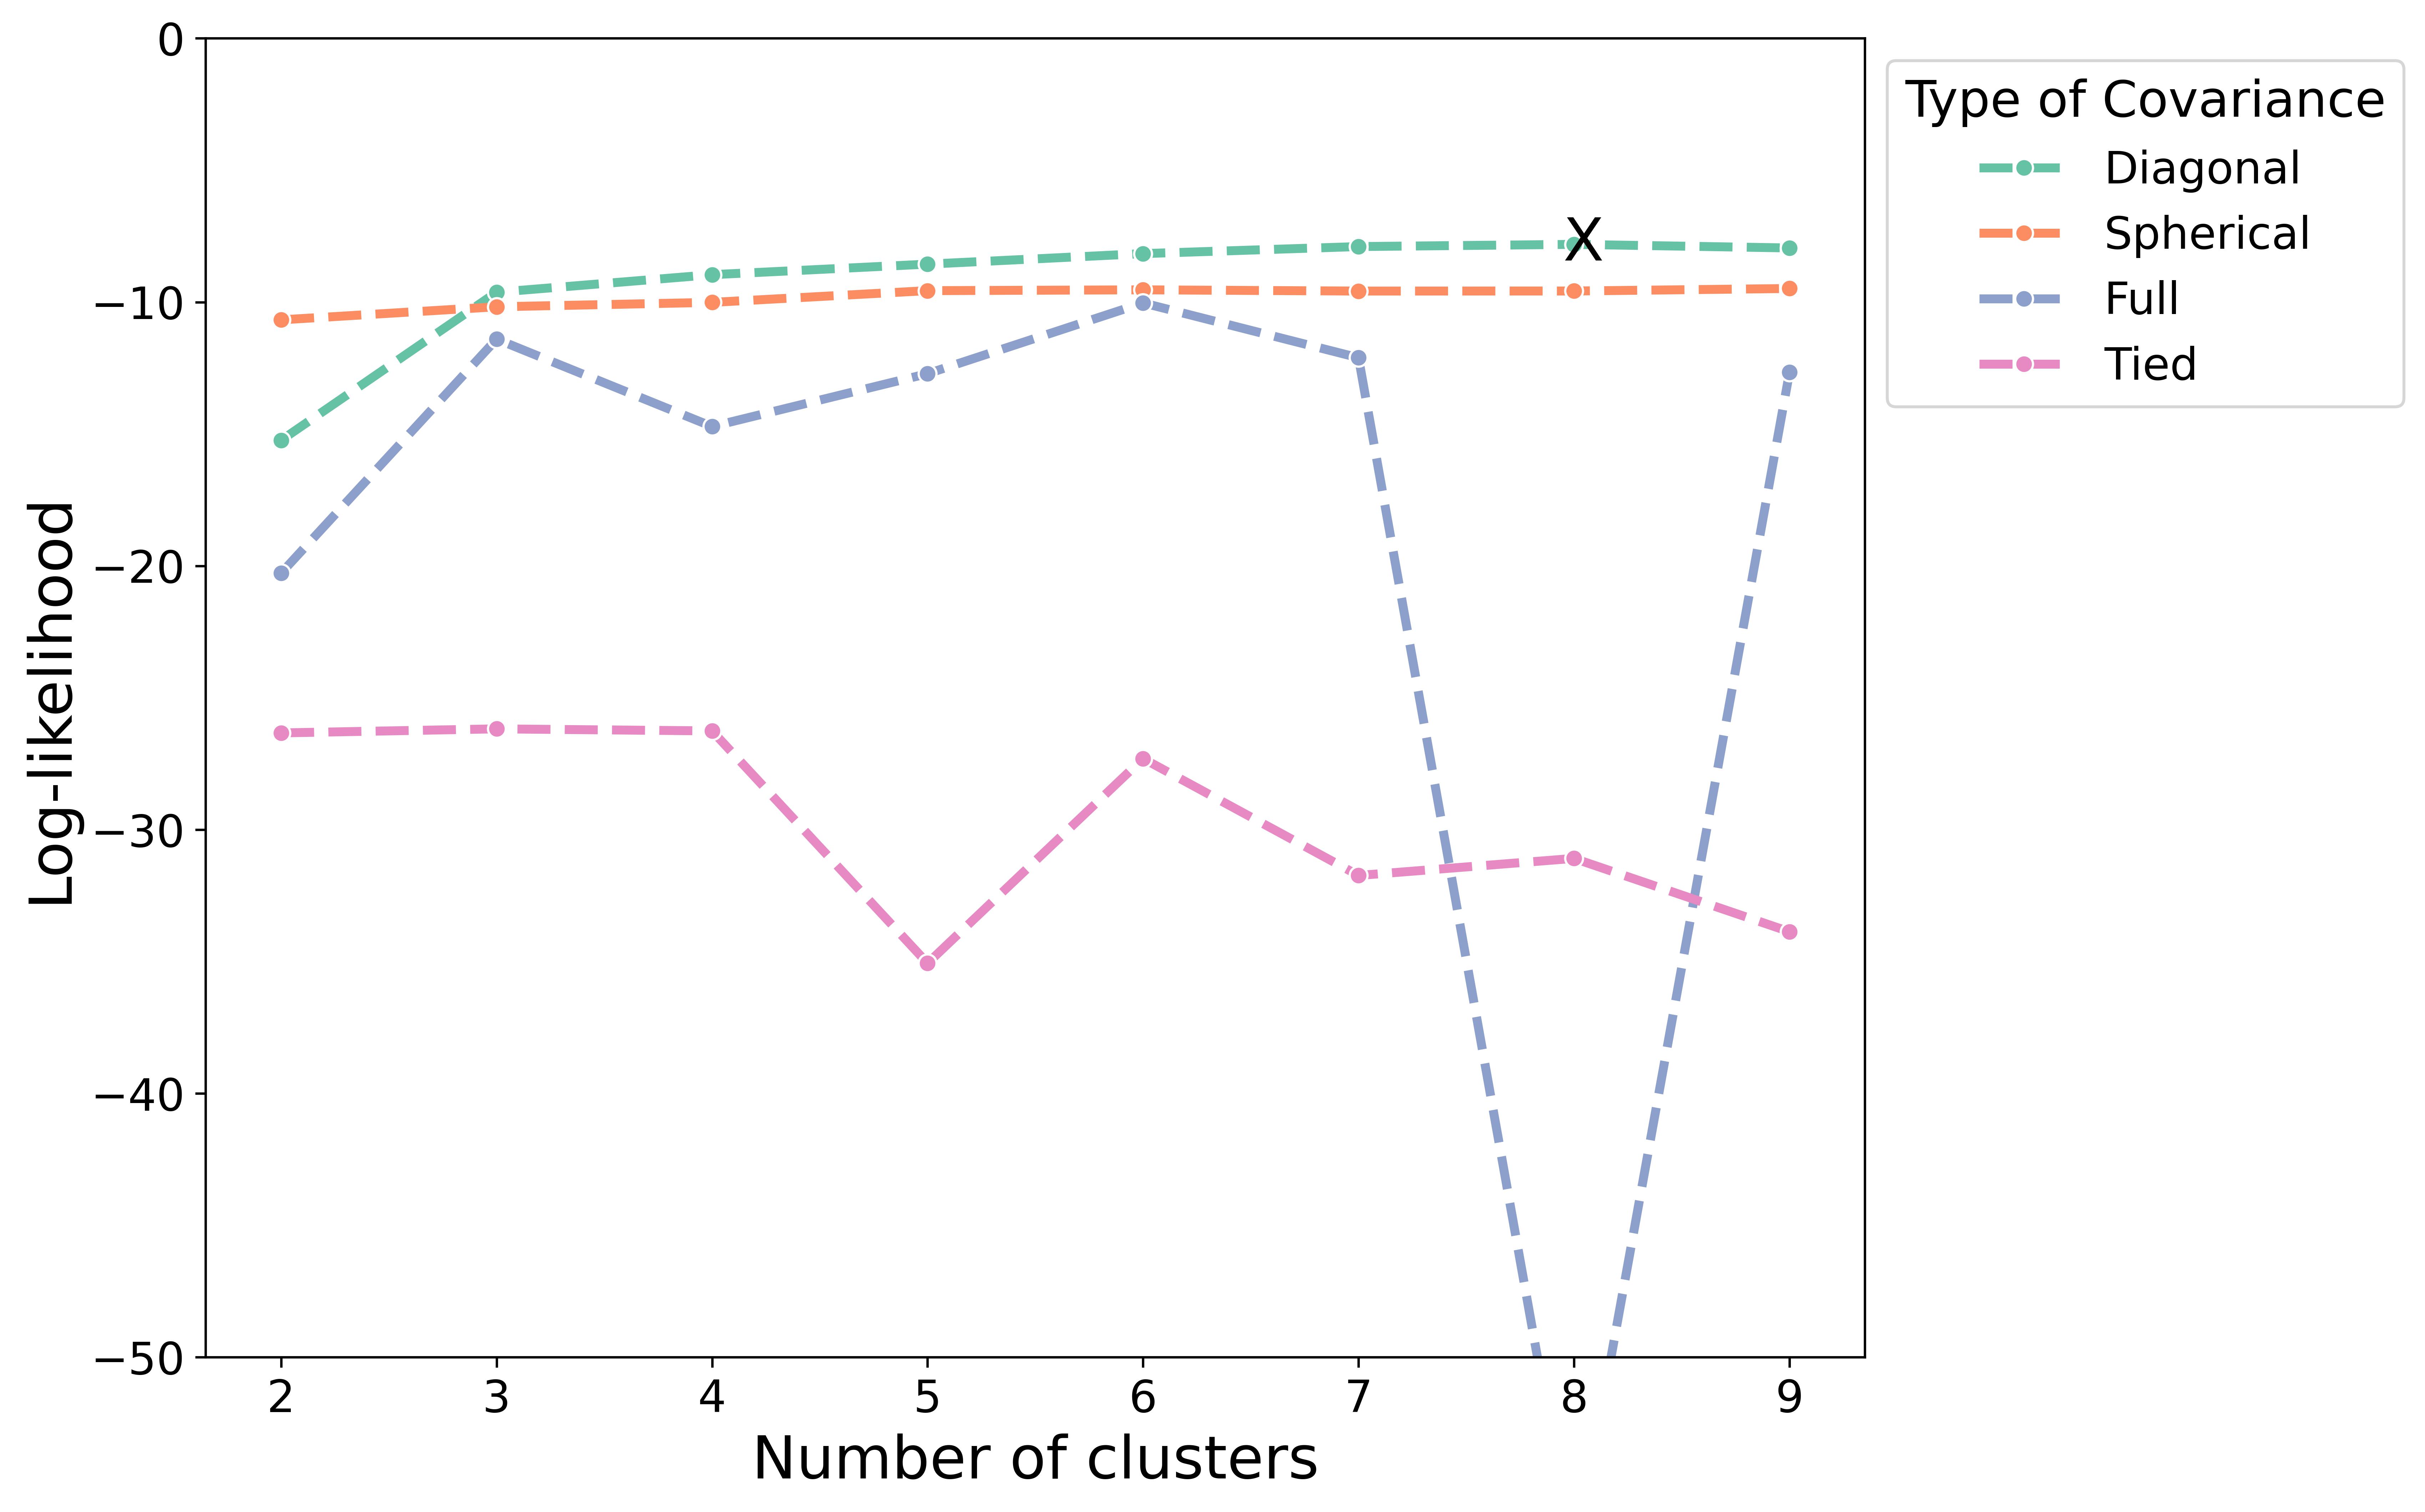 0
−10
−20
−30
−40
−50
Log-likelihood
X
2 3 4 5 6 7 8 9
Number of clusters
Type of Covariance
Diagonal
Spherical
Full
Tied